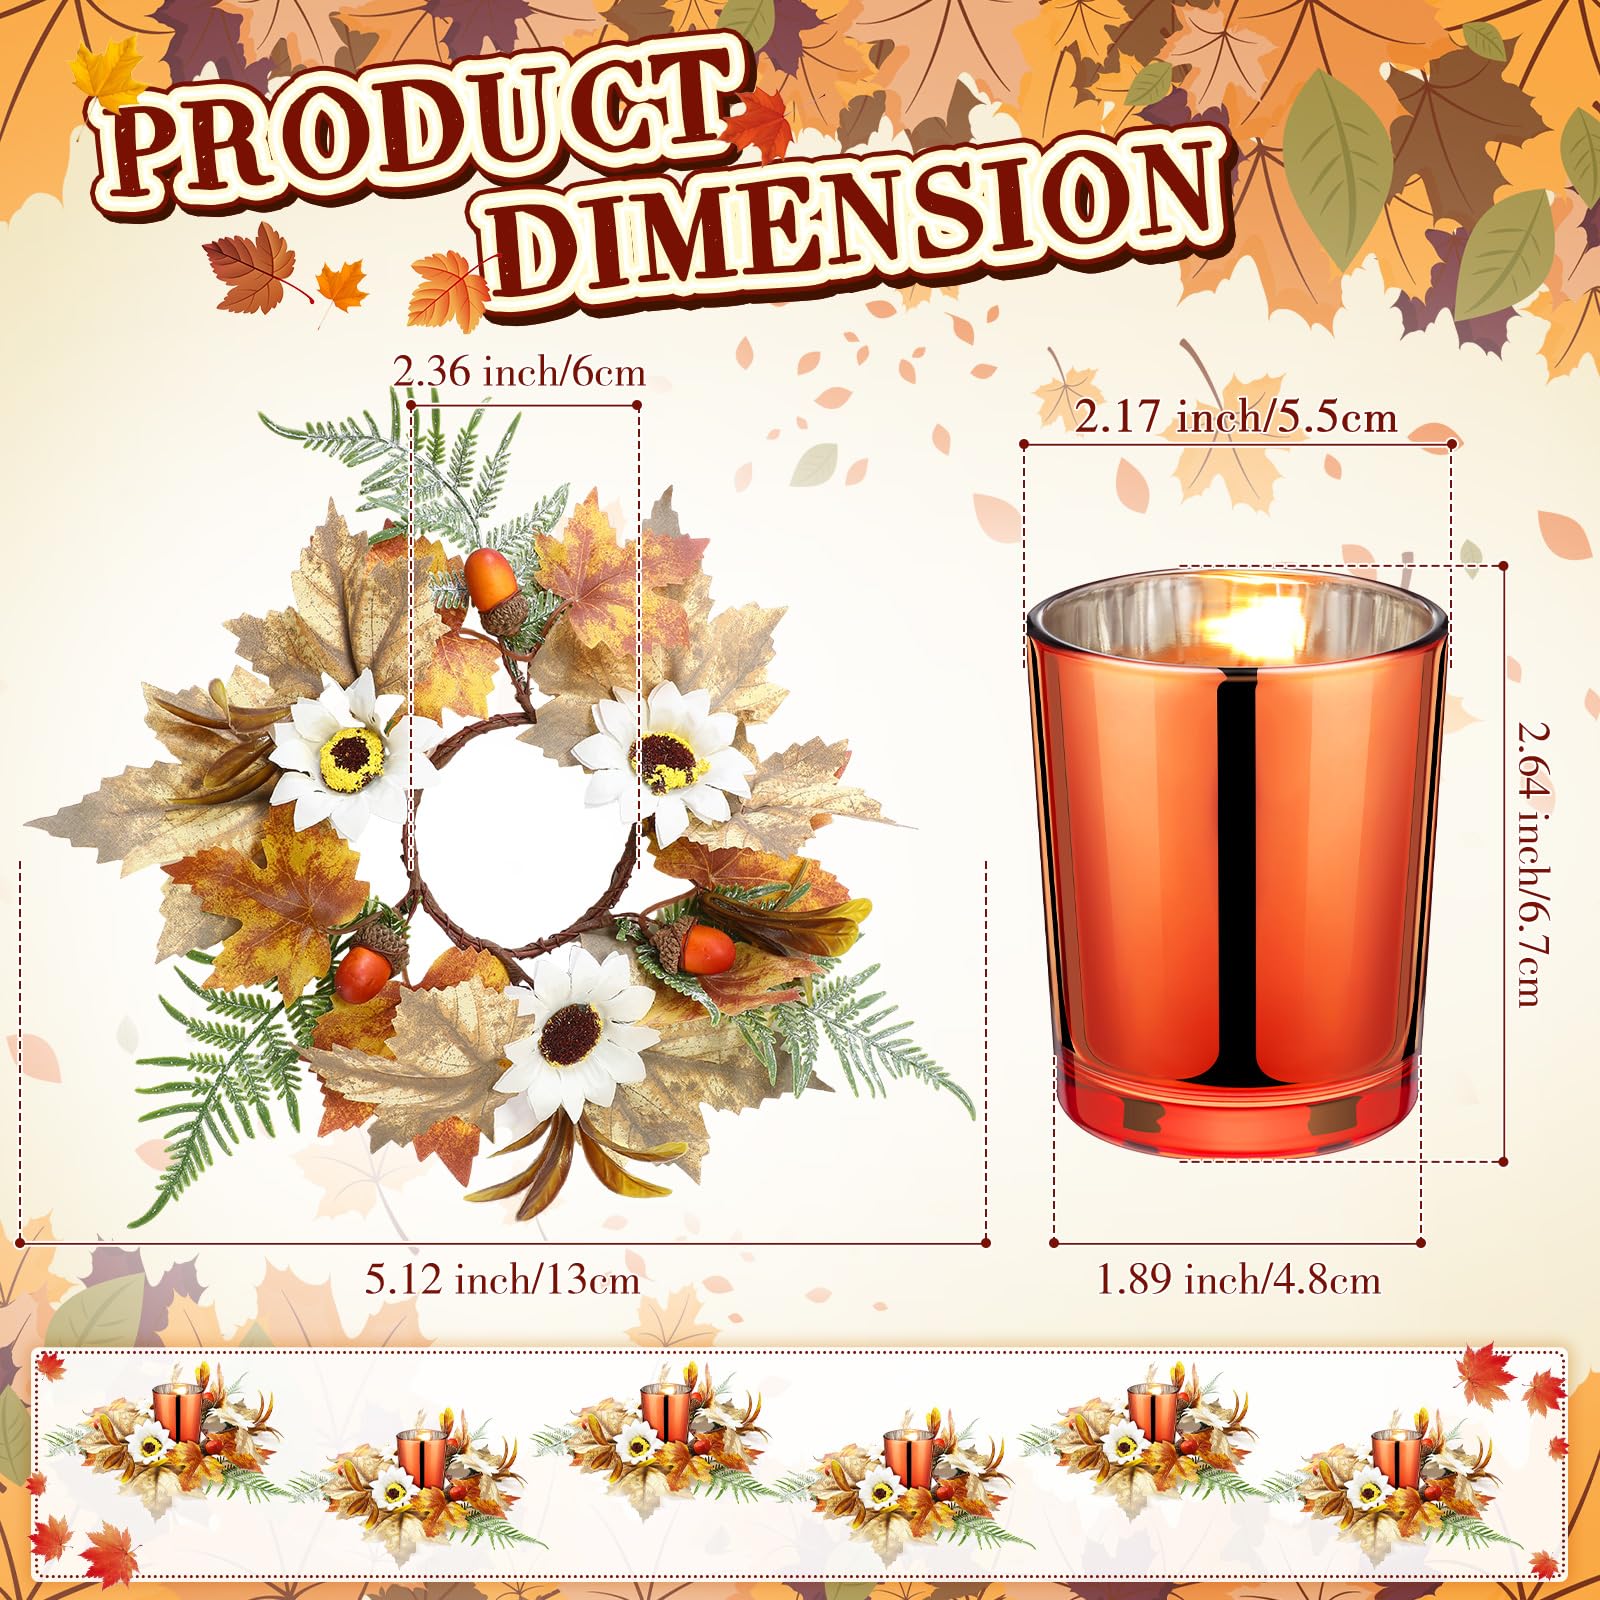 PRODUCT
DIMENSION
2.36 inch/6cm
2.17 inch/5.5cm
2.64 inch/6.7cm
5.12 inch/13cm
1.89 inch/4.8cm